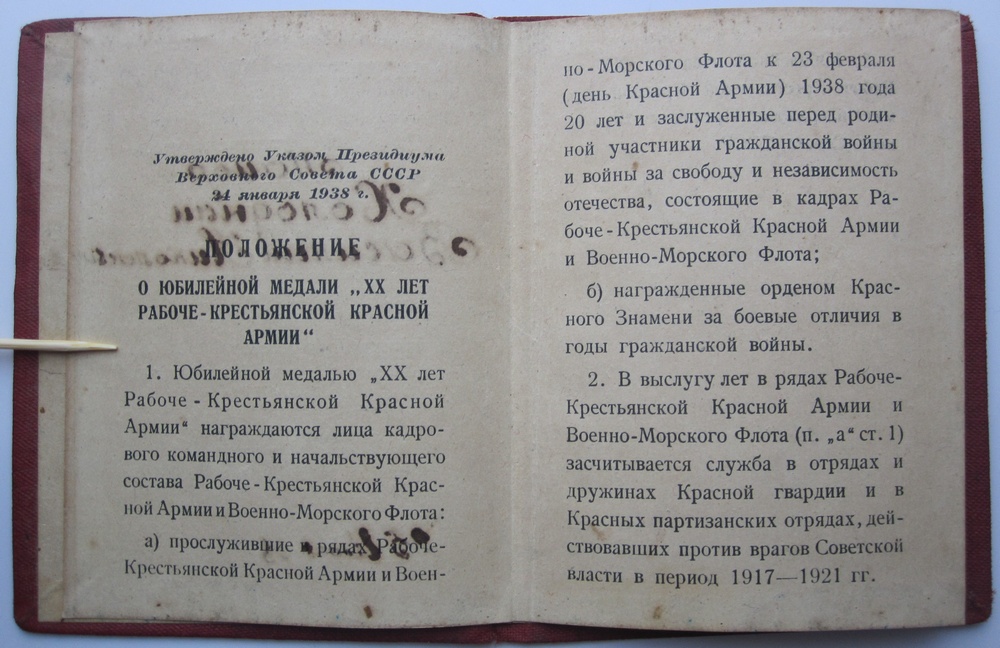 Утверждено Указом Президиума
Верховного Совета СССР
24 января 1938 г.
ПОЛОЖЕНИЕ
О ЮБИЛЕЙНОЙ МЕДАЛИ „XX ЛЕТ
РАБОЧЕ-КРЕСТЬЯНСКОЙ КРАСНОЙ
АРМИИ“
1. Юбилейной медалью „XX лет
Рабоче-Крестьянской Красной
Армии“ награждаются лица кадро-
вого командного и начальствующего
состава Рабоче-Крестьянской Крас-
ной Армии и Военно-Морского Флота:
а) прослужившие в рядах Рабоче-
Крестьянской Красной Армии и Воен-
но-Морского Флота к 23 февраля
(день Красной Армии) 1938 года
20 лет и заслуженные перед роди-
ной участники гражданской войны
и войны за свободу и независимость
отечества, состоящие в кадрах Ра-
боче-Крестьянской Красной Армии
и Военно-Морского Флота;
б) награжденные орденом Крас-
ного Знамени за боевые отличия в
годы гражданской войны.
2. В выслугу лет в рядах Рабоче-
Крестьянской Красной Армии и
Военно-Морского Флота (п. „а“ ст. 1)
засчитывается служба в отрядах и
дружинах Красной гвардии и в
Красных партизанских отрядах, дей-
ствовавших против врагов Советской
власти в период 1917—1921 гг.